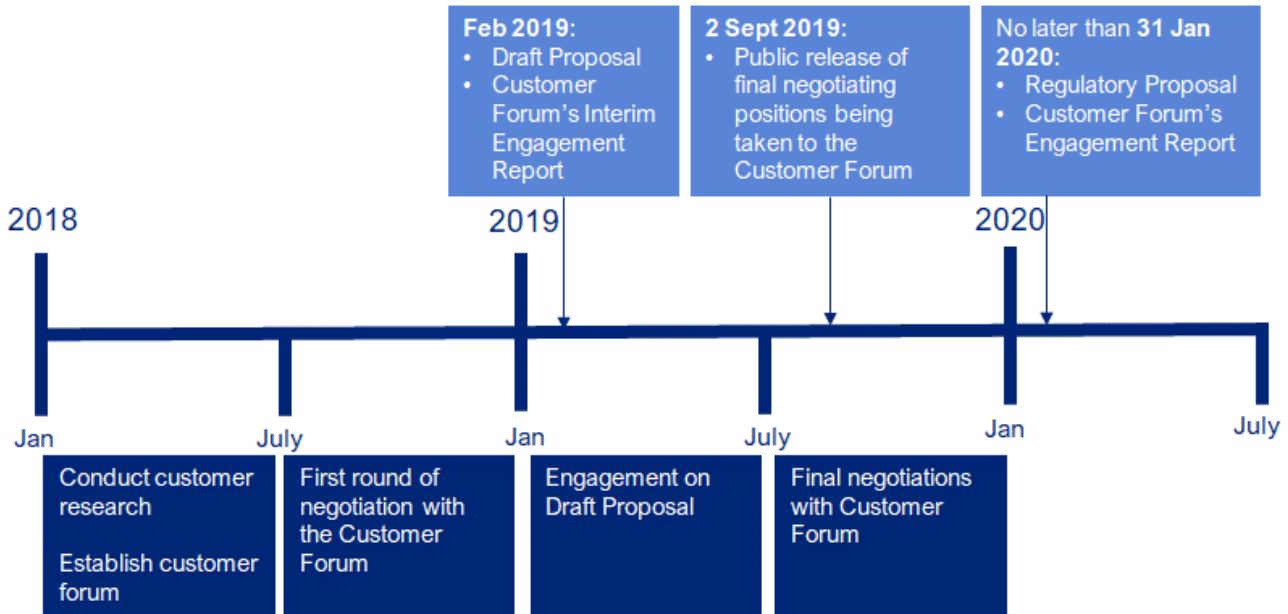 Feb 2019:
• Draft Proposal
• Customer
Forum's Interim
Engagement
Report
2 Sept 2019:
• Public release of
final negotiating
positions being
taken to the
Customer Forum
No later than 31 Jan
2020:
• Regulatory Proposal
• Customer Forum's
Engagement Report
2018
2019
2020
Jan
July
Jan
July
Jan
July
Conduct customer
research
Establish customer
forum
First round of
negotiation with
the Customer
Forum
Engagement on
Draft Proposal
Final negotiations
with Customer
Forum